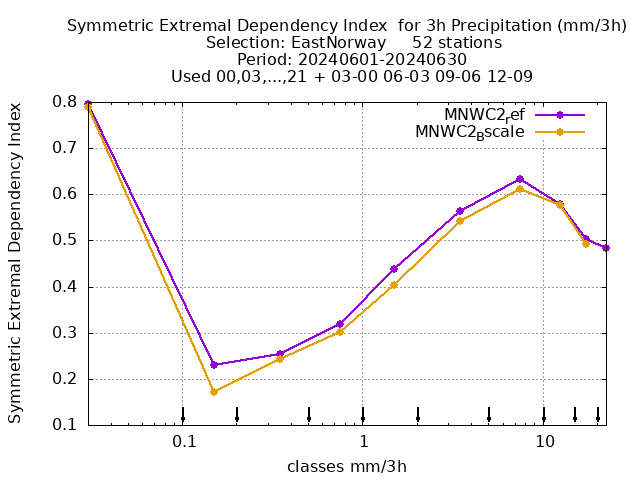 Symmetric Extremal Dependency Index  for 3h Precipitation (mm/3h)
Selection: EastNorway     52 stations
Period: 20240601-20240630
Used 00,03,...,21 + 03-00 06-03 09-06 12-09
Symmetric Extremal Dependency Index
0.8
0.7
0.6
0.5
0.4
0.3
0.2
0.1
MNWC2ref
MNWC2Bscale
0.1 1 10
classes mm/3h